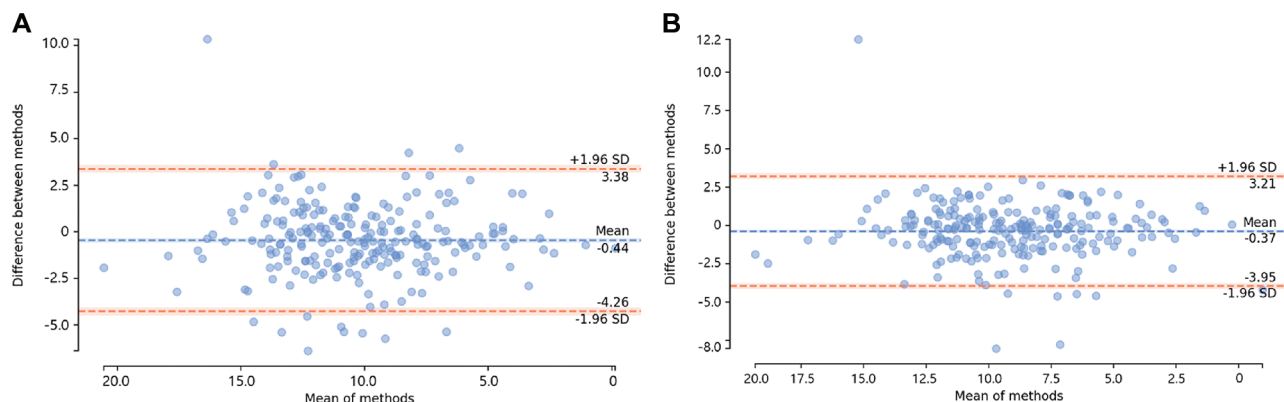 A
Difference between methods
10.0
7.5
5.0
2.5
0
-2.5
-5.0
+1.96 SD
3.38
Mean
-0.44
-4.26
-1.96 SD
20.0 15.0 10.0 5.0 0
Mean of methods
B
Difference between methods
12.2
10.0
7.5
5.0
2.5
0
-2.5
-5.0
-8.0
+1.96 SD
3.21
Mean
-0.37
-3.95
-1.96 SD
20.0 17.5 15.0 12.5 10.0 7.5 5.0 2.5 0
Mean of methods